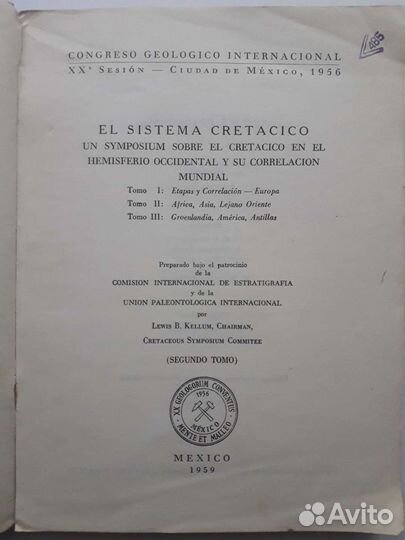 CONGRESO GEOLOGICO INTERNACIONAL
XXª SESIÓN — CIUDAD DE MÉXICO, 1956
EL SISTEMA CRETACICO
UN SYMPOSIUM SOBRE EL CRETACICO EN EL
HEMISFERIO OCCIDENTAL Y SU CORRELACION
MUNDIAL
Tomo I: Etapas y Correlación — Europa
Tomo II: Africa, Asia, Lejano Oriente
Tomo III: Groenlandia, América, Antillas
Preparado bajo el patrocinio
de la
COMISION INTERNACIONAL DE ESTRATIGRAFIA
y de la
UNION PALEONTOLOGICA INTERNACIONAL
por
LEWIS B. KELLUM, CHAIRMAN,
CRETACEOUS SYMPOSIUM COMMITEE
(SEGUNDO TOMO)
XX GEOLOGORUM CONVENTUS
1956
MÉXICO
MENTE ET MALLEO
MEXICO
1959
Avito